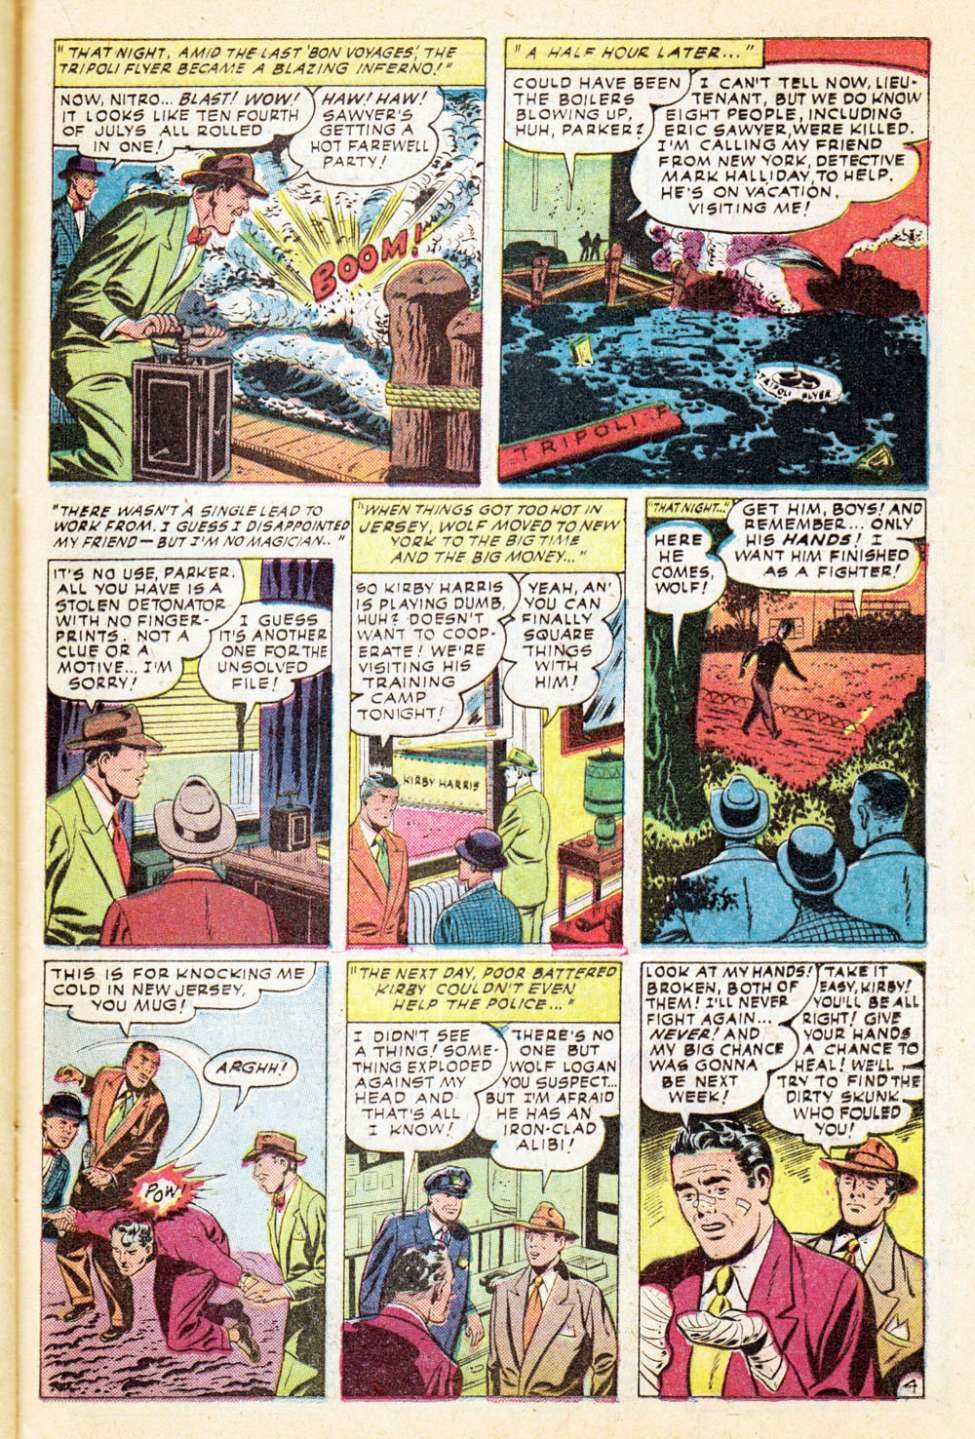 "THAT NIGHT, AMID THE LAST 'BON VOYAGES', THE
TRIPOLI FLYER BECAME A BLAZING INFERNO!"
NOW, NITRO... BLAST! WOW!
IT LOOKS LIKE TEN FOURTH
OF JULYS ALL ROLLED
IN ONE!
HAW! HAW!
SAWYER'S
GETTING A
HOT FAREWELL
PARTY!
BOOM!
"A HALF HOUR LATER..."
COULD HAVE BEEN
THE BOILERS
BLOWING UP,
HUH, PARKER?
I CAN'T TELL NOW, LIEU-
TENANT, BUT WE DO KNOW
EIGHT PEOPLE, INCLUDING
ERIC SAWYER, WERE KILLED.
I'M CALLING MY FRIEND
FROM NEW YORK, DETECTIVE
MARK HALLIDAY, TO HELP.
HE'S ON VACATION,
VISITING ME!
TRIPOLI FLYER
TRIPOLI F
"THERE WASN'T A SINGLE LEAD TO
WORK FROM. I GUESS I DISAPPOINTED
MY FRIEND — BUT I'M NO MAGICIAN.."
IT'S NO USE, PARKER.
ALL YOU HAVE IS A
STOLEN DETONATOR
WITH NO FINGER-
PRINTS. NOT A
CLUE OR A
MOTIVE... I'M
SORRY!
I GUESS
IT'S ANOTHER
ONE FOR THE
UNSOLVED
FILE!
"WHEN THINGS GOT TOO HOT IN
JERSEY, WOLF MOVED TO NEW
YORK TO THE BIG TIME
AND THE BIG MONEY..."
SO KIRBY HARRIS
IS PLAYING DUMB,
HUH? DOESN'T
WANT TO COOP-
ERATE! WE'RE
VISITING HIS
TRAINING
CAMP
TONIGHT!
YEAH, AN'
YOU CAN
FINALLY
SQUARE
THINGS
WITH
HIM!
KIRBY HARRIS
"THAT NIGHT..."
HERE
HE
COMES,
WOLF!
GET HIM, BOYS! AND
REMEMBER... ONLY
HIS HANDS! I
WANT HIM FINISHED
AS A FIGHTER!
THIS IS FOR KNOCKING ME
COLD IN NEW JERSEY,
YOU MUG!
ARGHH!
POW!
"THE NEXT DAY, POOR BATTERED
KIRBY COULDN'T EVEN
HELP THE POLICE..."
I DIDN'T SEE
A THING! SOME-
THING EXPLODED
AGAINST MY
HEAD AND
THAT'S ALL
I KNOW!
THERE'S NO
ONE BUT
WOLF LOGAN
YOU SUSPECT...
BUT I'M AFRAID
HE HAS AN
IRON-CLAD
ALIBI!
LOOK AT MY HANDS!
BROKEN, BOTH OF
THEM! I'LL NEVER
FIGHT AGAIN...
NEVER! AND
MY BIG CHANCE
WAS GONNA
BE NEXT
WEEK!
TAKE IT
EASY, KIRBY!
YOU'LL BE ALL
RIGHT! GIVE
YOUR HANDS
A CHANCE TO
HEAL! WE'LL
TRY TO FIND THE
DIRTY SKUNK
WHO FOULED
YOU!
4